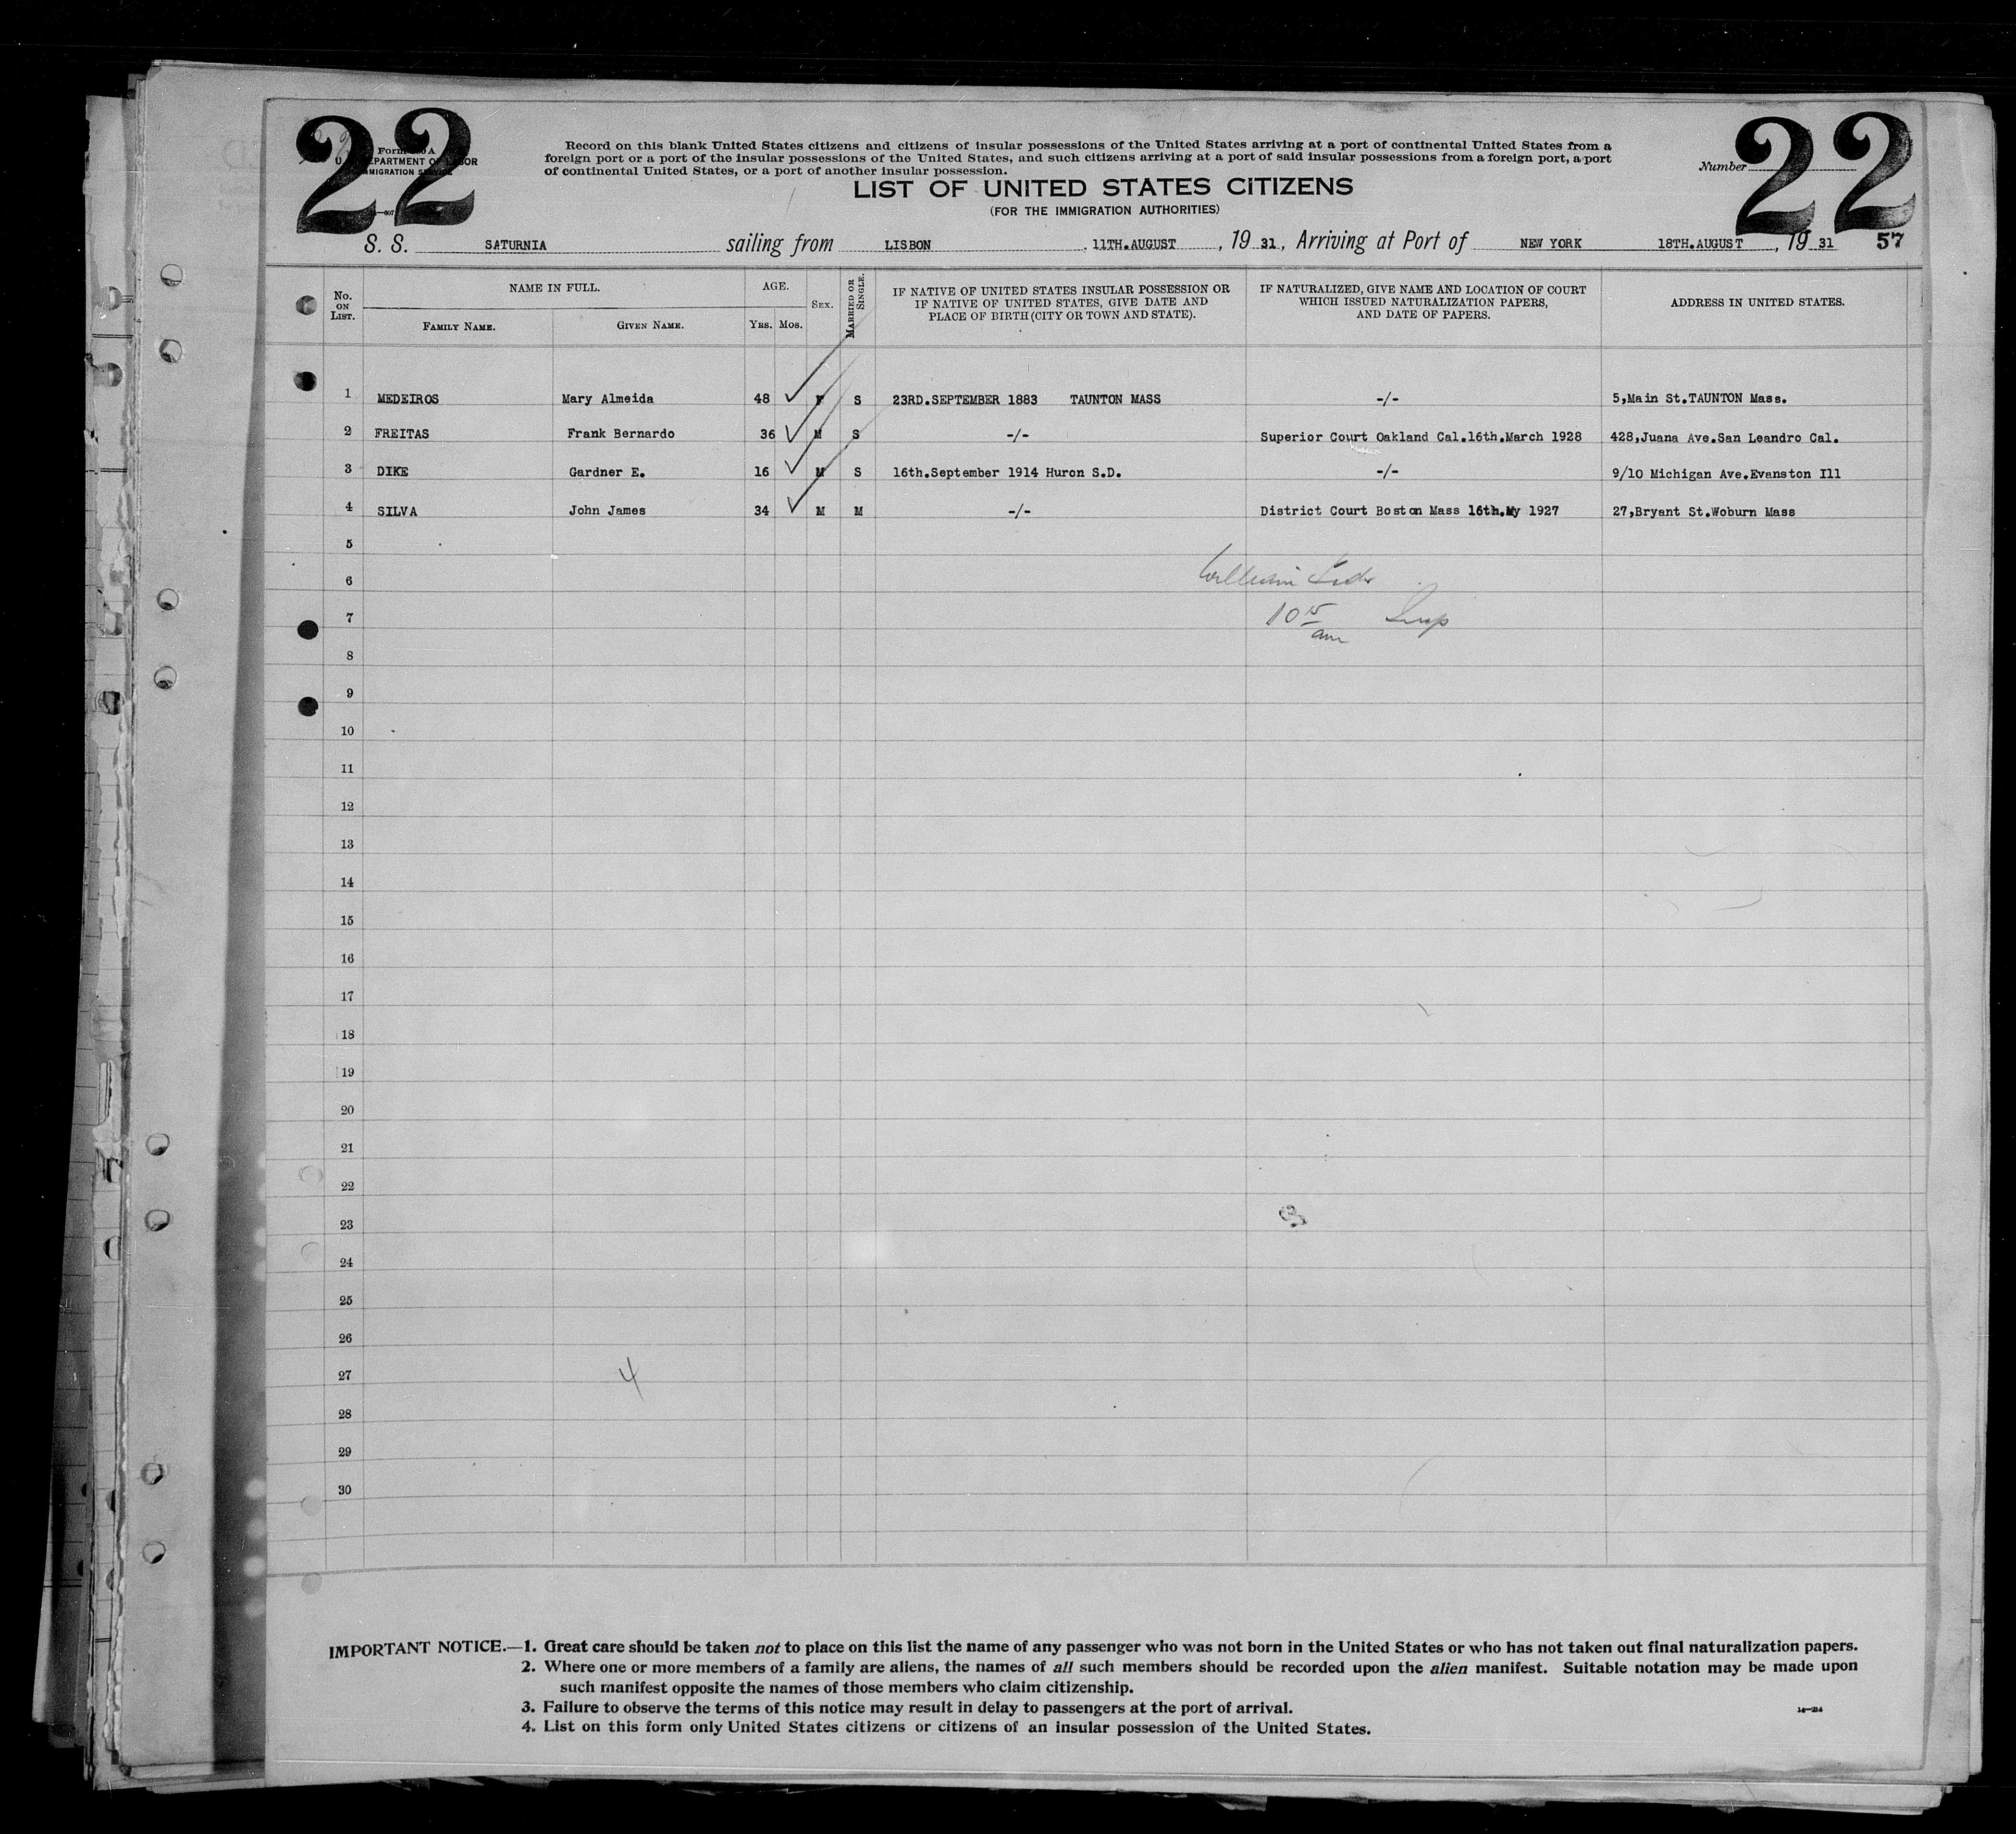 22 22
Form 630 A
U. S. DEPARTMENT OF LABOR
IMMIGRATION SERVICE
Record on this blank United States citizens and citizens of insular possessions of the United States arriving at a port of continental United States from a
foreign port or a port of the insular possessions of the United States, and such citizens arriving at a port of said insular possessions from a foreign port, a port
of continental United States, or a port of another insular possession.
Number
LIST OF UNITED STATES CITIZENS
(FOR THE IMMIGRATION AUTHORITIES)
S. S. SATURNIA sailing from LISBON 11TH.AUGUST, 19 31, Arriving at Port of NEW YORK 18TH.AUGUST, 19 31 57
No. ON LIST. NAME IN FULL. AGE. SEX. MARRIED OR SINGLE. IF NATIVE OF UNITED STATES INSULAR POSSESSION OR IF NATIVE OF UNITED STATES, GIVE DATE AND PLACE OF BIRTH (CITY OR TOWN AND STATE). IF NATURALIZED, GIVE NAME AND LOCATION OF COURT WHICH ISSUED NATURALIZATION PAPERS, AND DATE OF PAPERS. ADDRESS IN UNITED STATES.
FAMILY NAME. GIVEN NAME. YRS. MOS.
1 MEDEIROS Mary Almeida 48 F S 23RD.SEPTEMBER 1883 TAUNTON MASS -/- 5,Main St.TAUNTON Mass.
2 FREITAS Frank Bernardo 36 M S -/- Superior Court Oakland Cal.16th.March 1928 428,Juana Ave.San Leandro Cal.
3 DIKE Gardner E. 16 M S 16th.September 1914 Huron S.D. -/- 9/10 Michigan Ave.Evanston Ill
4 SILVA John James 34 M M -/- District Court Boston Mass 16th.My 1927 27,Bryant St.Woburn Mass
5
6 William
7 10 15 am Insp
8
9
10
11
12
13
14
15
16
17
18
19
20
21
22
23
24
25
26
27 4
28
29
30
IMPORTANT NOTICE.—1. Great care should be taken not to place on this list the name of any passenger who was not born in the United States or who has not taken out final naturalization papers.
2. Where one or more members of a family are aliens, the names of all such members should be recorded upon the alien manifest. Suitable notation may be made upon
such manifest opposite the names of those members who claim citizenship.
3. Failure to observe the terms of this notice may result in delay to passengers at the port of arrival.
4. List on this form only United States citizens or citizens of an insular possession of the United States.
14—214